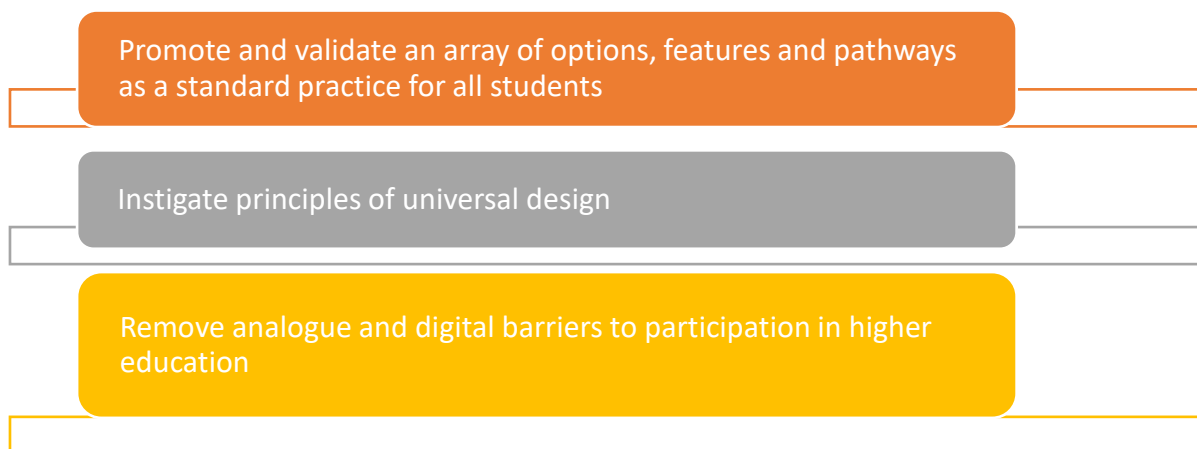 Promote and validate an array of options, features and pathways
as a standard practice for all students
Instigate principles of universal design
Remove analogue and digital barriers to participation in higher
education